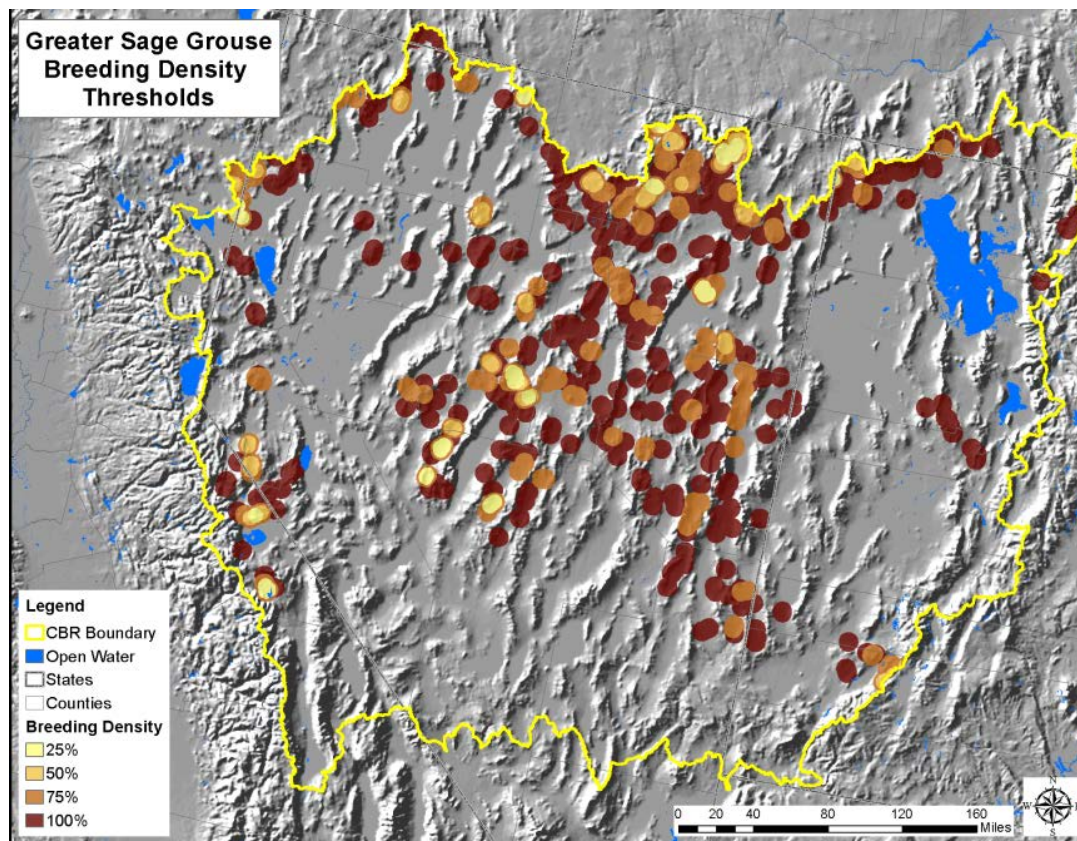 Greater Sage Grouse
Breeding Density
Thresholds
Legend
CBR Boundary
Open Water
States
Counties
Breeding Density
25%
50%
75%
100%
N
W
E
S
0 20 40 80 120 160
Miles